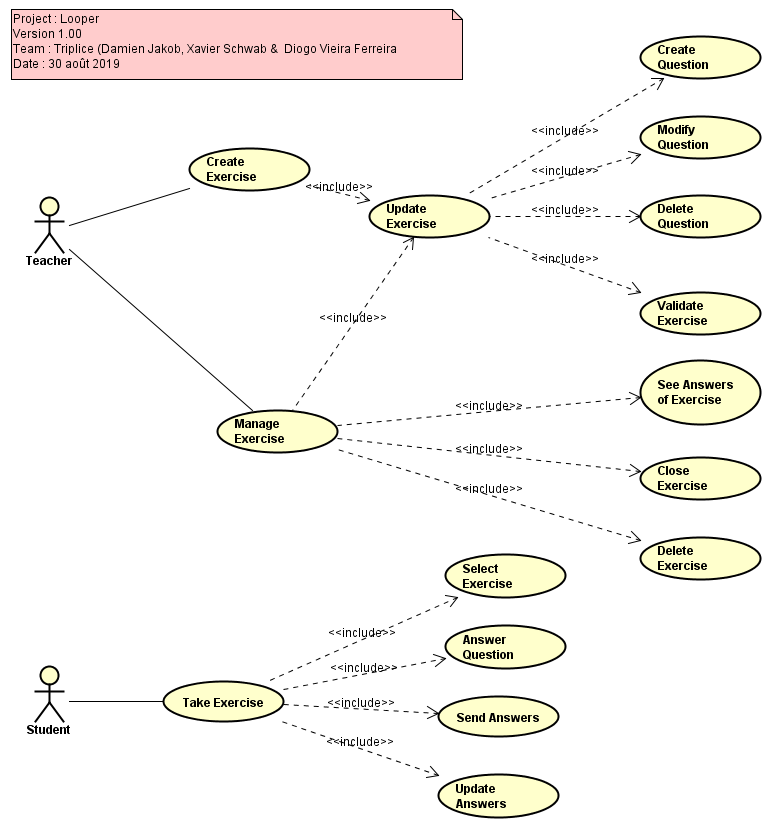 Project : Looper
Version 1.00
Team : Triplice (Damien Jakob, Xavier Schwab &  Diogo Vieira Ferreira
Date : 30 août 2019
Create
Question
<<include>>
Modify
Question
Create
Exercise
<<include>>
<<include>>
Update
Exercise
<<include>>
Delete
Question
Teacher
<<include>>
Validate
Exercise
<<include>>
See Answers
of Exercise
<<include>>
Manage
Exercise
<<include>>
Close
Exercise
<<include>>
Delete
Exercise
Select
Exercise
<<include>>
Answer
Question
<<include>>
Student
Take Exercise
<<include>>
Send Answers
<<include>>
Update
Answers